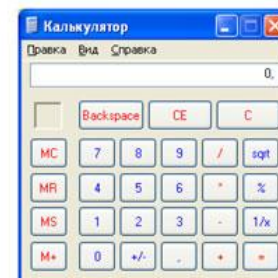 Калькулятор
Правка Вид Справка
0,
Backspace CE C
MC 7 8 9 / sqrt
MR 4 5 6 * %
MS 1 2 3 - 1/x
M+ 0 +/- . + =